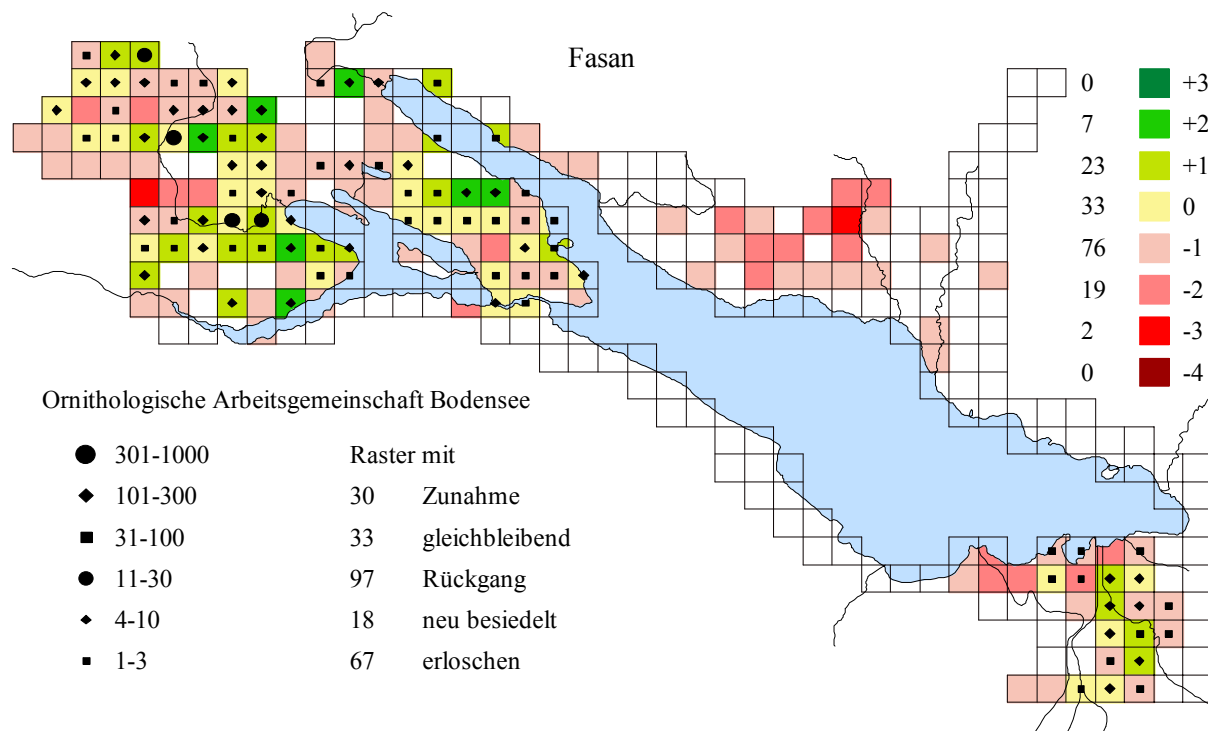 Fasan
0 +3
7 +2
23 +1
33 0
76 -1
19 -2
2 -3
0 -4
Ornithologische Arbeitsgemeinschaft Bodensee
301-1000 Raster mit
101-300 30 Zunahme
31-100 33 gleichbleibend
11-30 97 Rückgang
4-10 18 neu besiedelt
1-3 67 erloschen